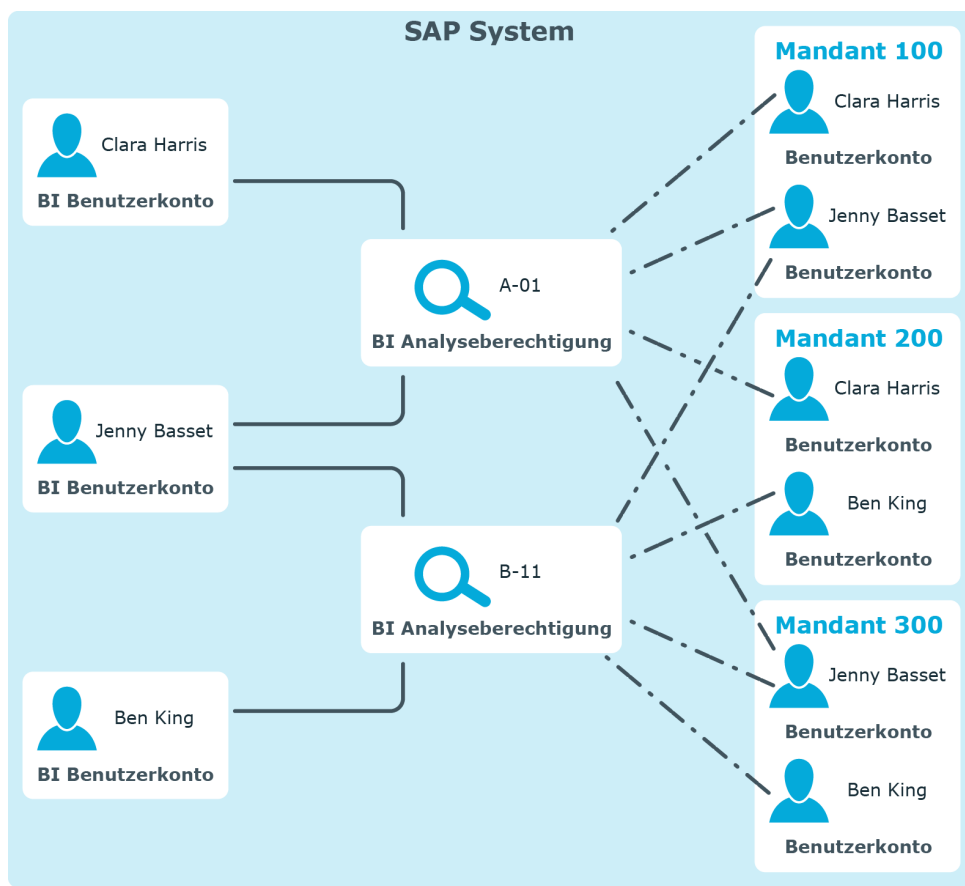 SAP System
Clara Harris
BI Benutzerkonto
Jenny Basset
BI Benutzerkonto
Ben King
BI Benutzerkonto
A-01
BI Analyseberechtigung
B-11
BI Analyseberechtigung
Mandant 100
Clara Harris
Benutzerkonto
Jenny Basset
Benutzerkonto
Mandant 200
Clara Harris
Benutzerkonto
Ben King
Benutzerkonto
Mandant 300
Jenny Basset
Benutzerkonto
Ben King
Benutzerkonto